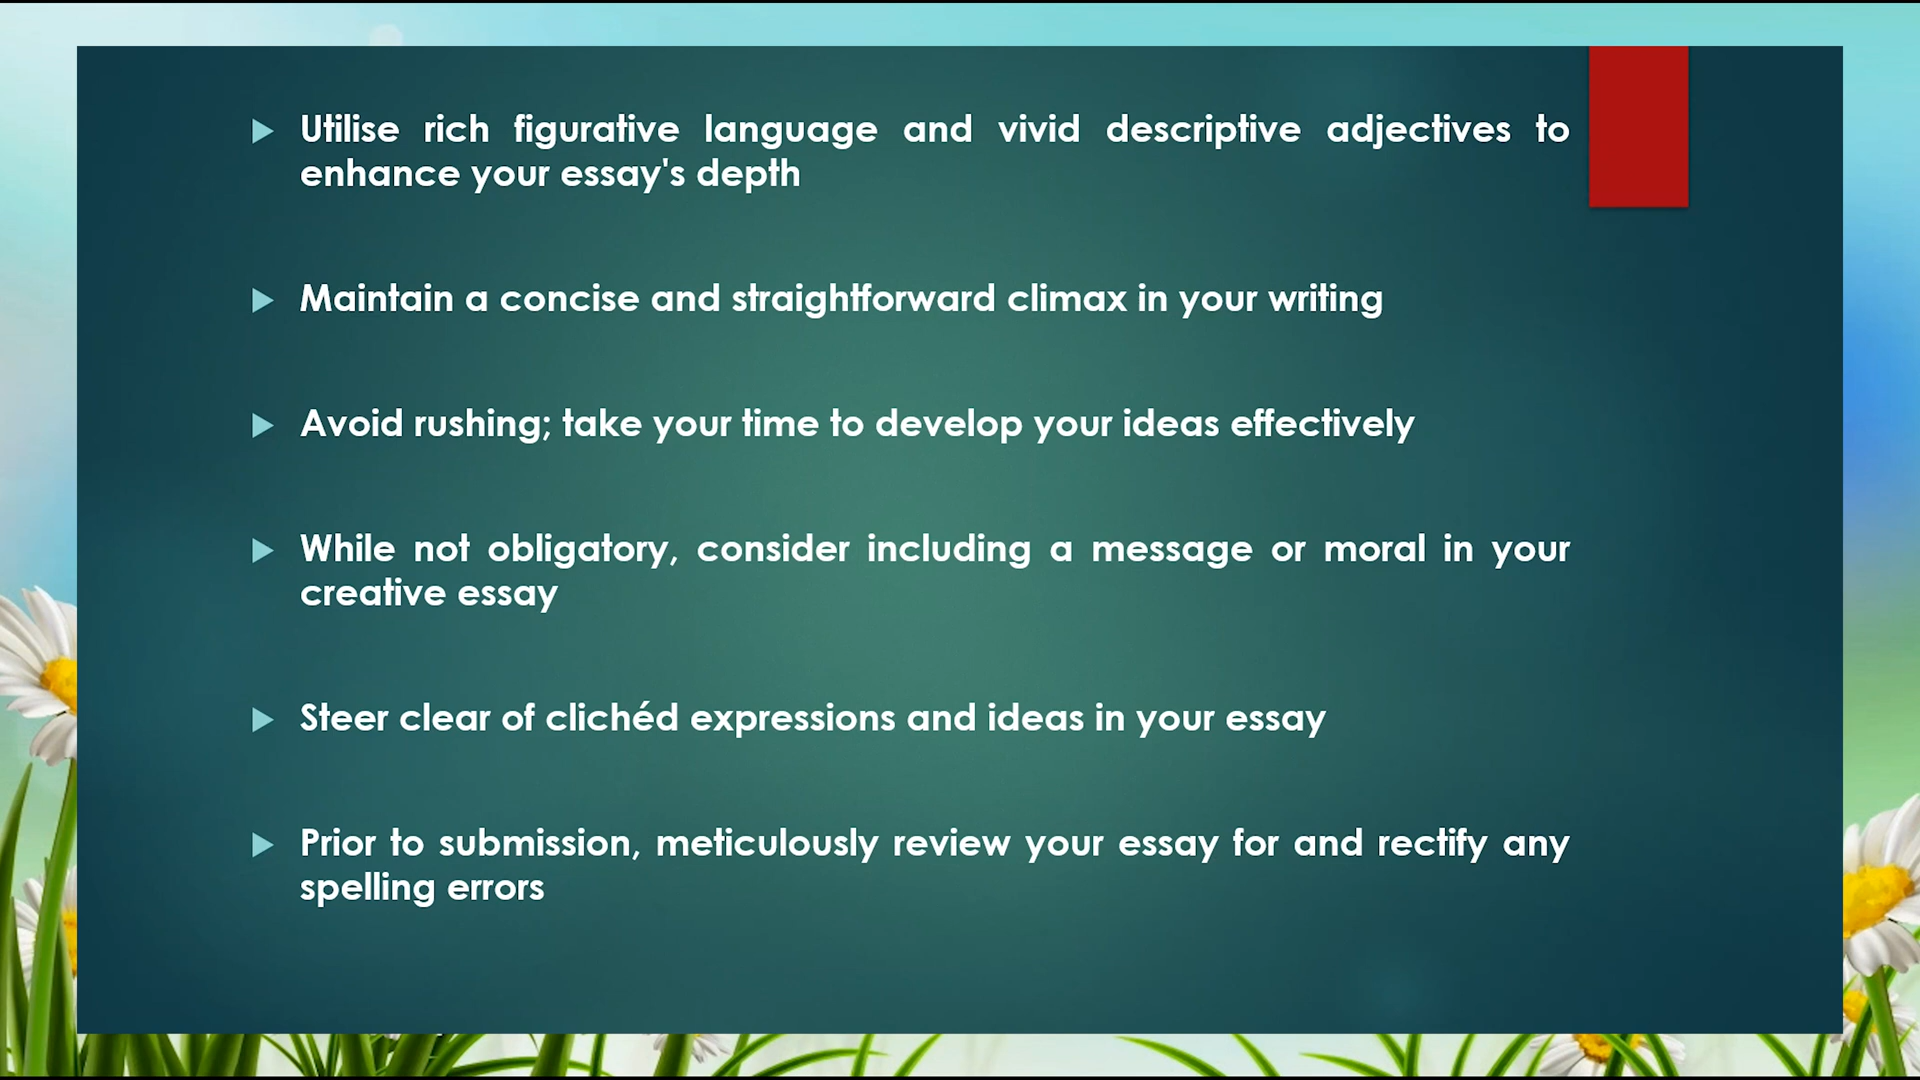 Utilise rich figurative language and vivid descriptive adjectives to
enhance your essay's depth
Maintain a concise and straightforward climax in your writing
Avoid rushing; take your time to develop your ideas effectively
While not obligatory, consider including a message or moral in your
creative essay
Steer clear of clichéd expressions and ideas in your essay
Prior to submission, meticulously review your essay for and rectify any
spelling errors